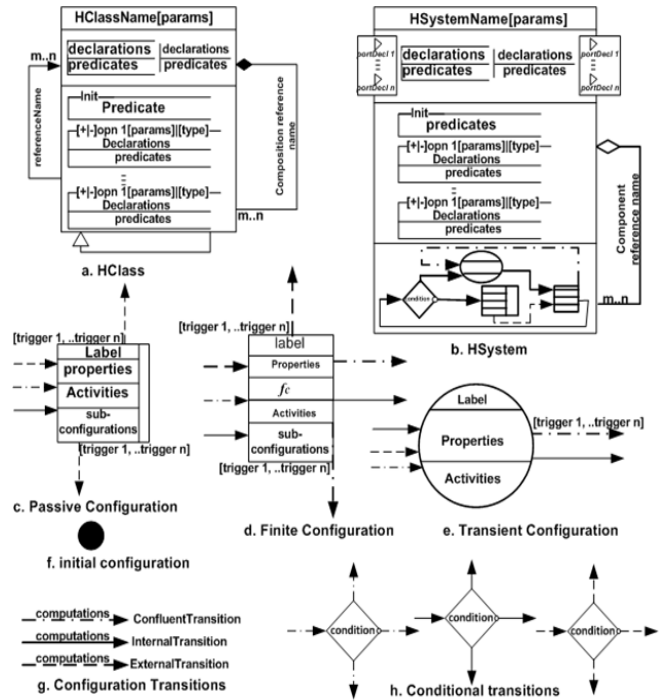 HClassName[params]
m..n
declarations
predicates
declarations
predicates
referenceName
Init
Predicate
[+|-]opn 1[params]|[type]
Declarations
predicates
[+|-]opn 1[params]|[type]
Declarations
predicates
Composition reference
name
m..n
a. HClass
HSystemName[params]
portDecl 1
portDecl n
declarations
predicates
declarations
predicates
portDecl 1
portDecl n
Init
predicates
[+|-]opn 1[params]|[type]
Declarations
predicates
[+|-]opn 1[params]|[type]
Declarations
predicates
Component
reference name
condition
m..n
b. HSystem
[trigger 1, ..trigger n]
Label
properties
Activities
sub-
configurations
[trigger 1, ..trigger n]
c. Passive Configuration
[trigger 1, ..trigger n]
label
Properties
fc
Activities
sub-
configurations
[trigger 1, ..trigger n]
d. Finite Configuration
Label
Properties
Activities
[trigger 1, ..trigger n]
e. Transient Configuration
f. initial configuration
computations
ConfluentTransition
computations
InternalTransition
computations
ExternalTransition
g. Configuration Transitions
condition
condition
condition
h. Conditional transitions